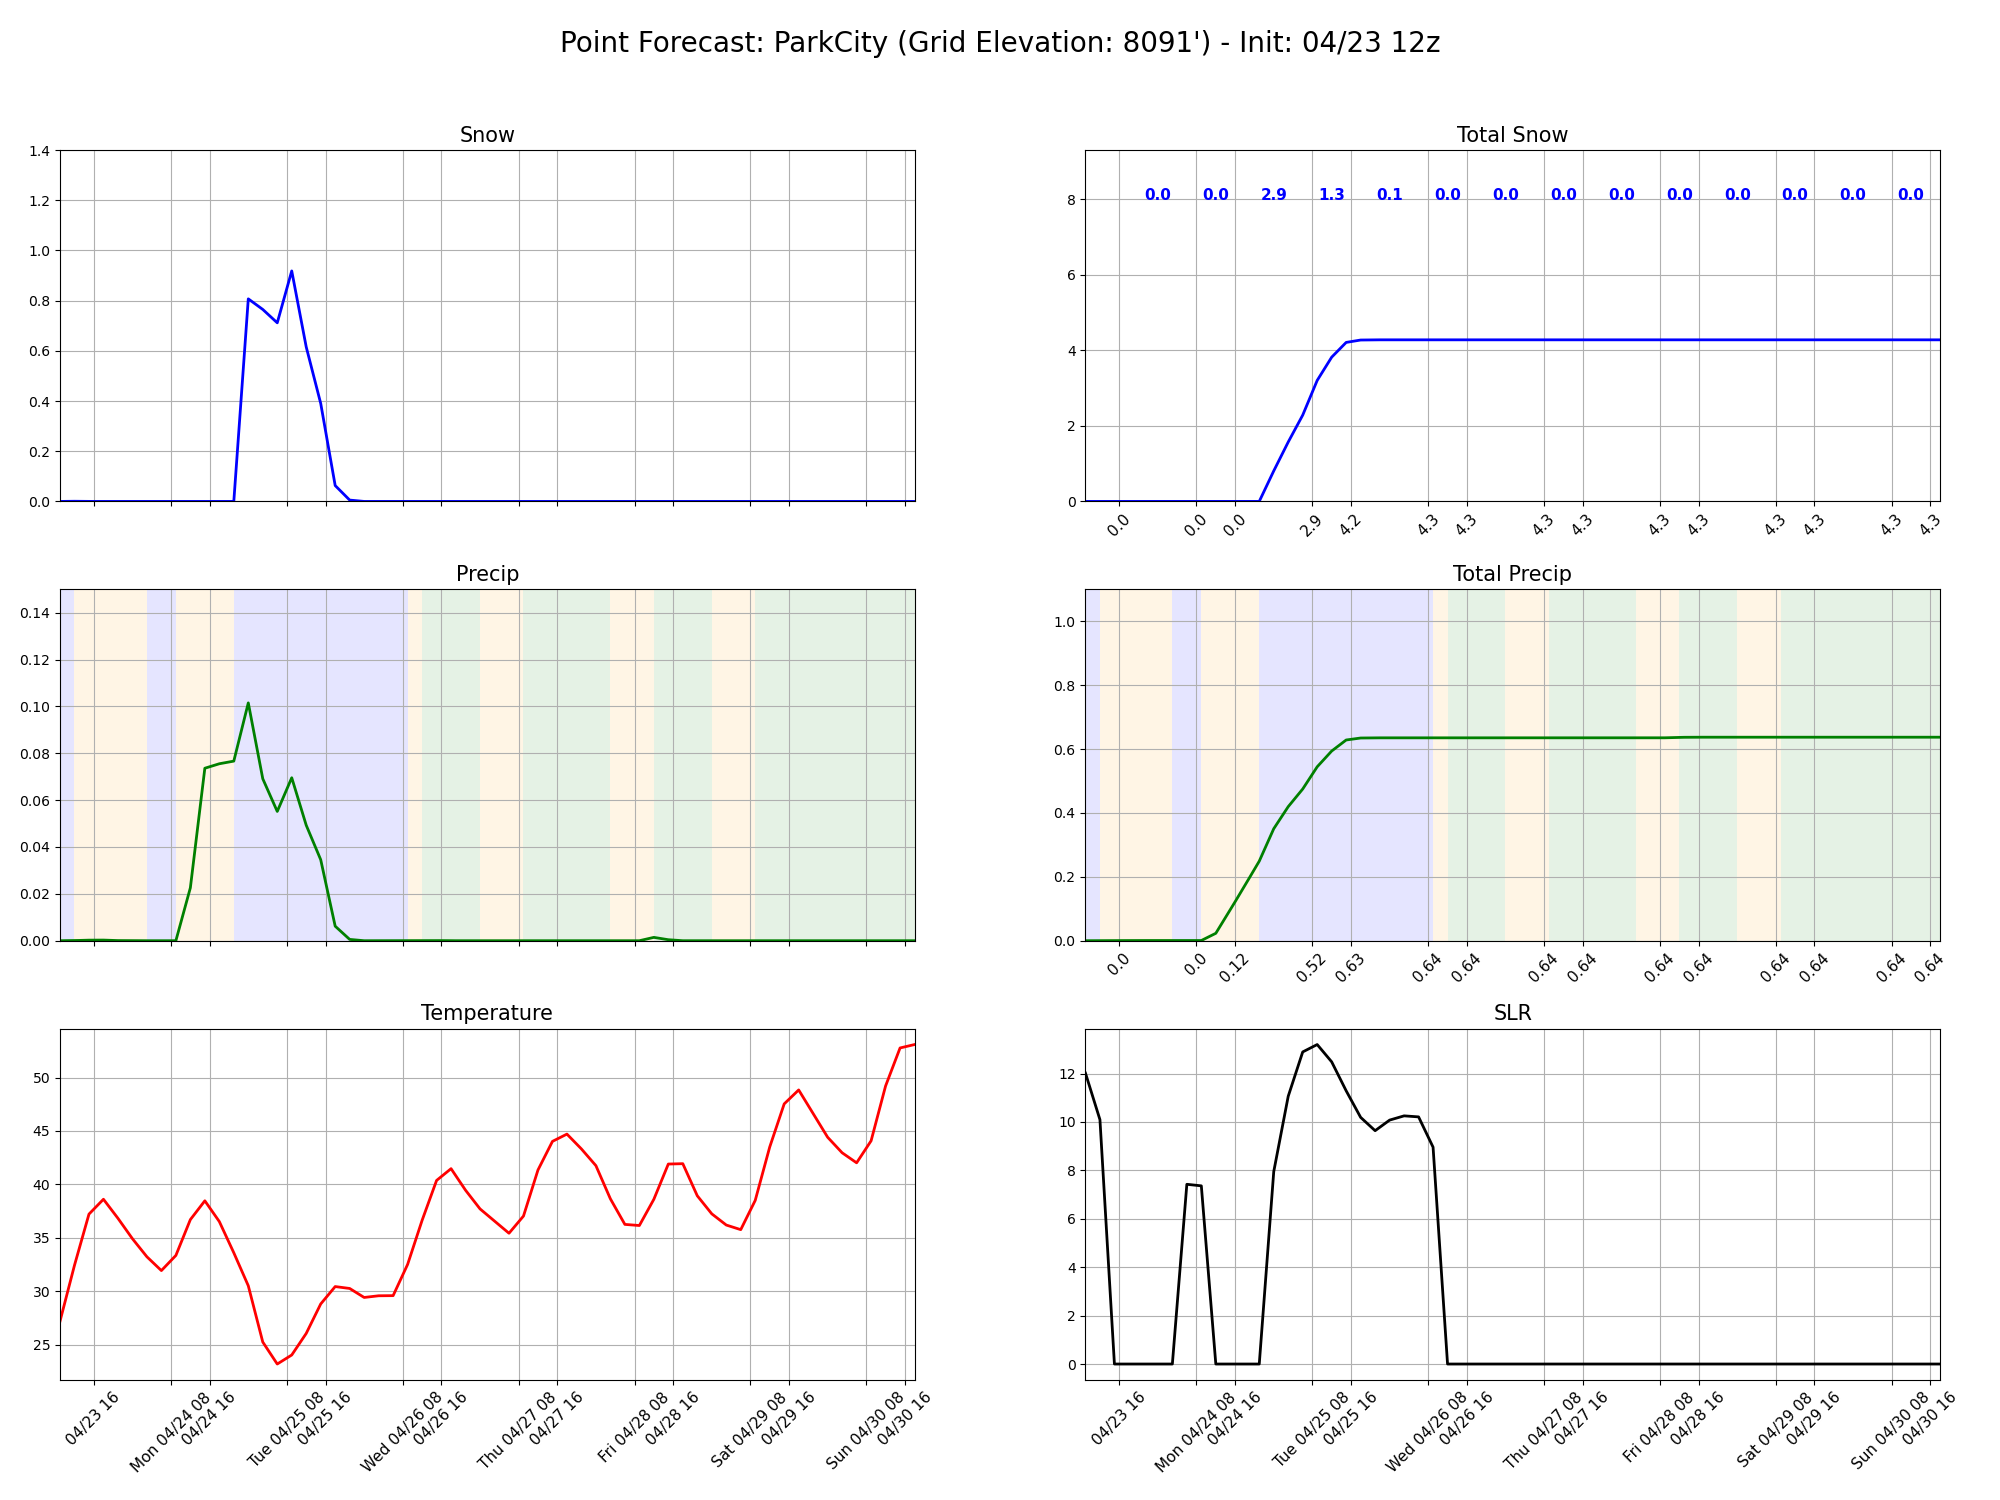 Point Forecast: ParkCity (Grid Elevation: 8091') - Init: 04/23 12z
Snow
1.4
1.2
1.0
0.8
0.6
0.4
0.2
0.0
Total Snow
8
6
4
2
0
0.0 0.0 2.9 1.3 0.1 0.0 0.0 0.0 0.0 0.0 0.0 0.0 0.0 0.0
0.0 0.0 0.0 2.9 4.2 4.3 4.3 4.3 4.3 4.3 4.3 4.3 4.3 4.3 4.3
Precip
0.14
0.12
0.10
0.08
0.06
0.04
0.02
0.00
Total Precip
1.0
0.8
0.6
0.4
0.2
0.0
0.0 0.0 0.12 0.52 0.63 0.64 0.64 0.64 0.64 0.64 0.64 0.64 0.64 0.64 0.64
Temperature
50
45
40
35
30
25
04/23 16
Mon 04/24 08
04/24 16
Tue 04/25 08
04/25 16
Wed 04/26 08
04/26 16
Thu 04/27 08
04/27 16
Fri 04/28 08
04/28 16
Sat 04/29 08
04/29 16
Sun 04/30 08
04/30 16
SLR
12
10
8
6
4
2
0
04/23 16
Mon 04/24 08
04/24 16
Tue 04/25 08
04/25 16
Wed 04/26 08
04/26 16
Thu 04/27 08
04/27 16
Fri 04/28 08
04/28 16
Sat 04/29 08
04/29 16
Sun 04/30 08
04/30 16